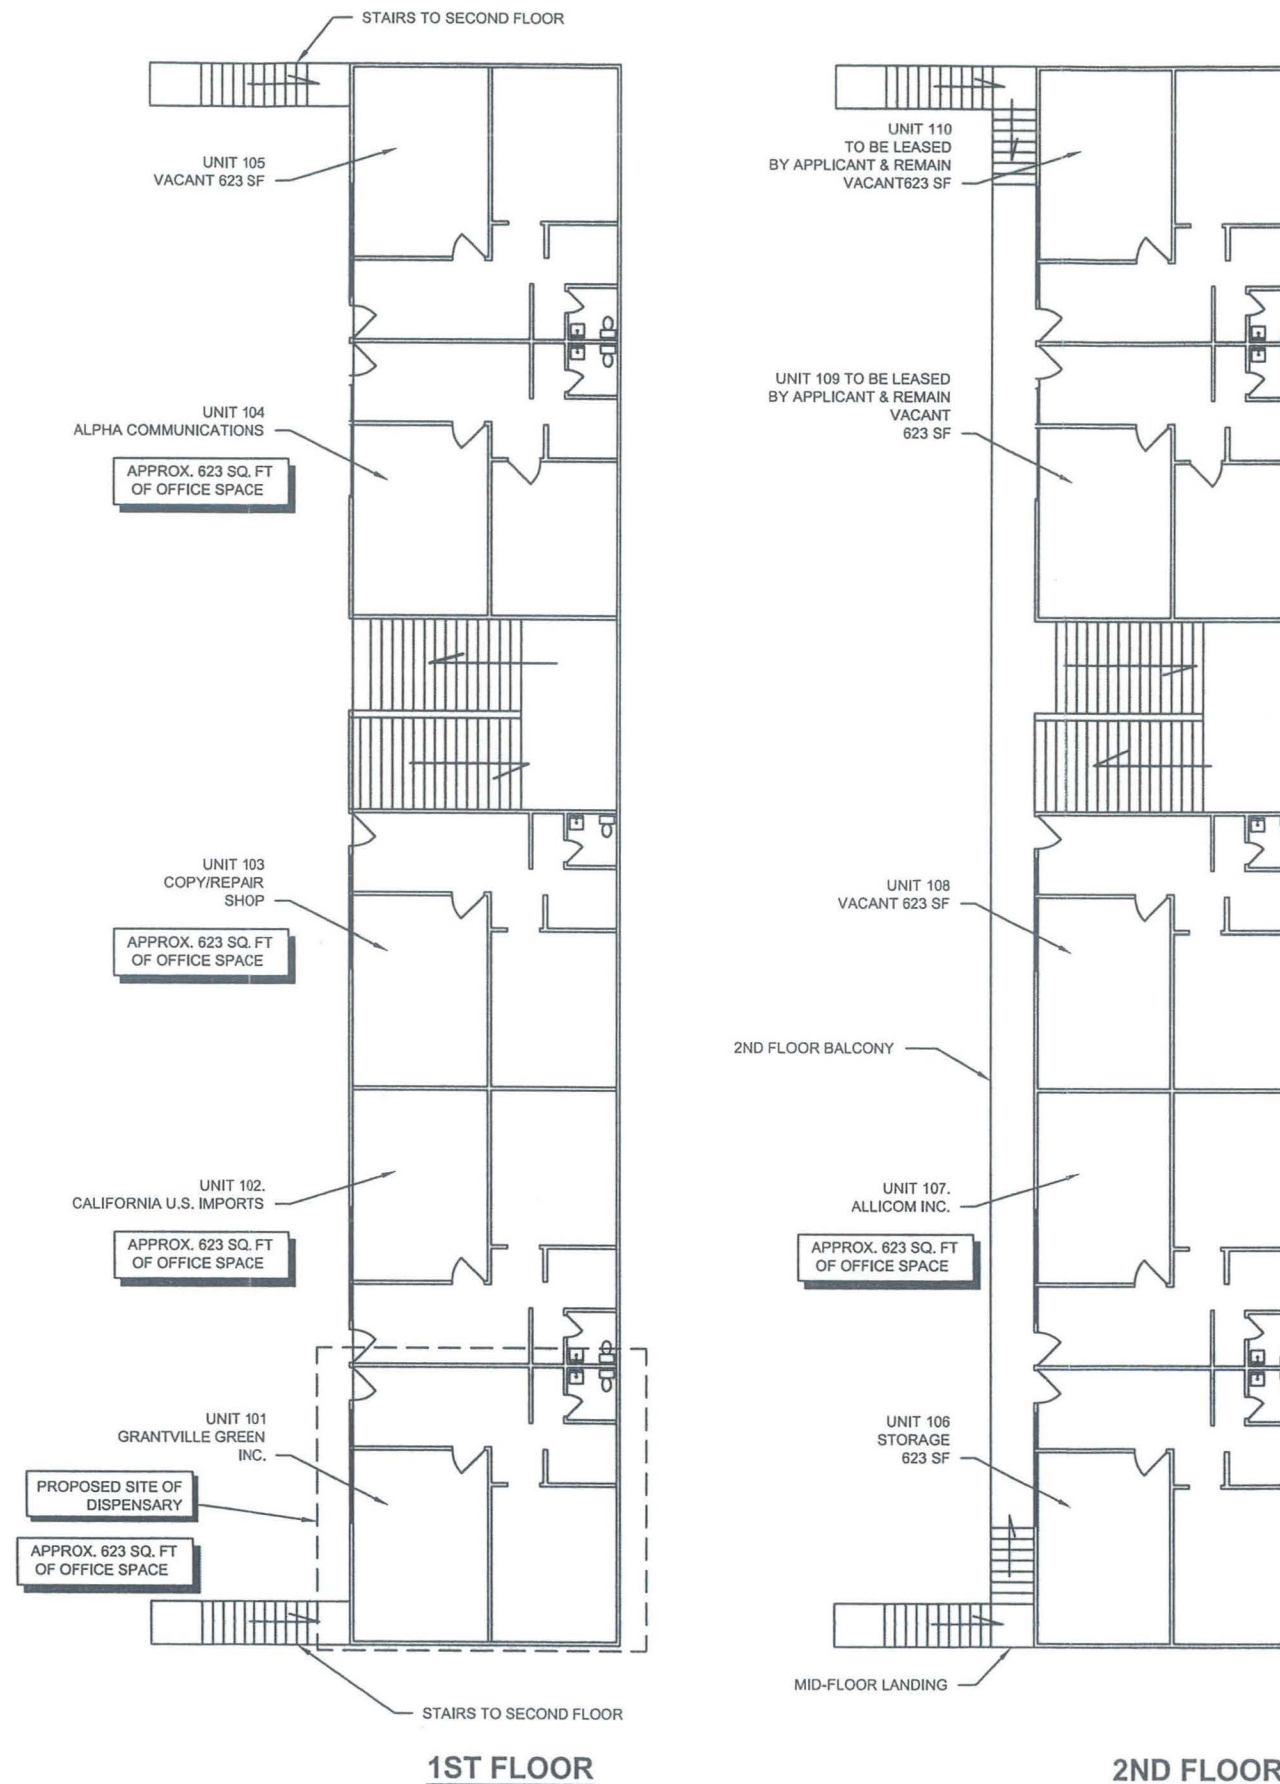 STAIRS TO SECOND FLOOR
UNIT 105
VACANT 623 SF
UNIT 104
ALPHA COMMUNICATIONS
APPROX. 623 SQ. FT
OF OFFICE SPACE
UNIT 103
COPY/REPAIR
SHOP
APPROX. 623 SQ. FT
OF OFFICE SPACE
UNIT 102.
CALIFORNIA U.S. IMPORTS
APPROX. 623 SQ. FT
OF OFFICE SPACE
UNIT 101
GRANTVILLE GREEN
INC.
PROPOSED SITE OF
DISPENSARY
APPROX. 623 SQ. FT
OF OFFICE SPACE
STAIRS TO SECOND FLOOR
1ST FLOOR
UNIT 110
TO BE LEASED
BY APPLICANT & REMAIN
VACANT623 SF
UNIT 109 TO BE LEASED
BY APPLICANT & REMAIN
VACANT
623 SF
UNIT 108
VACANT 623 SF
2ND FLOOR BALCONY
UNIT 107.
ALLICOM INC.
APPROX. 623 SQ. FT
OF OFFICE SPACE
UNIT 106
STORAGE
623 SF
MID-FLOOR LANDING
2ND FLOOR